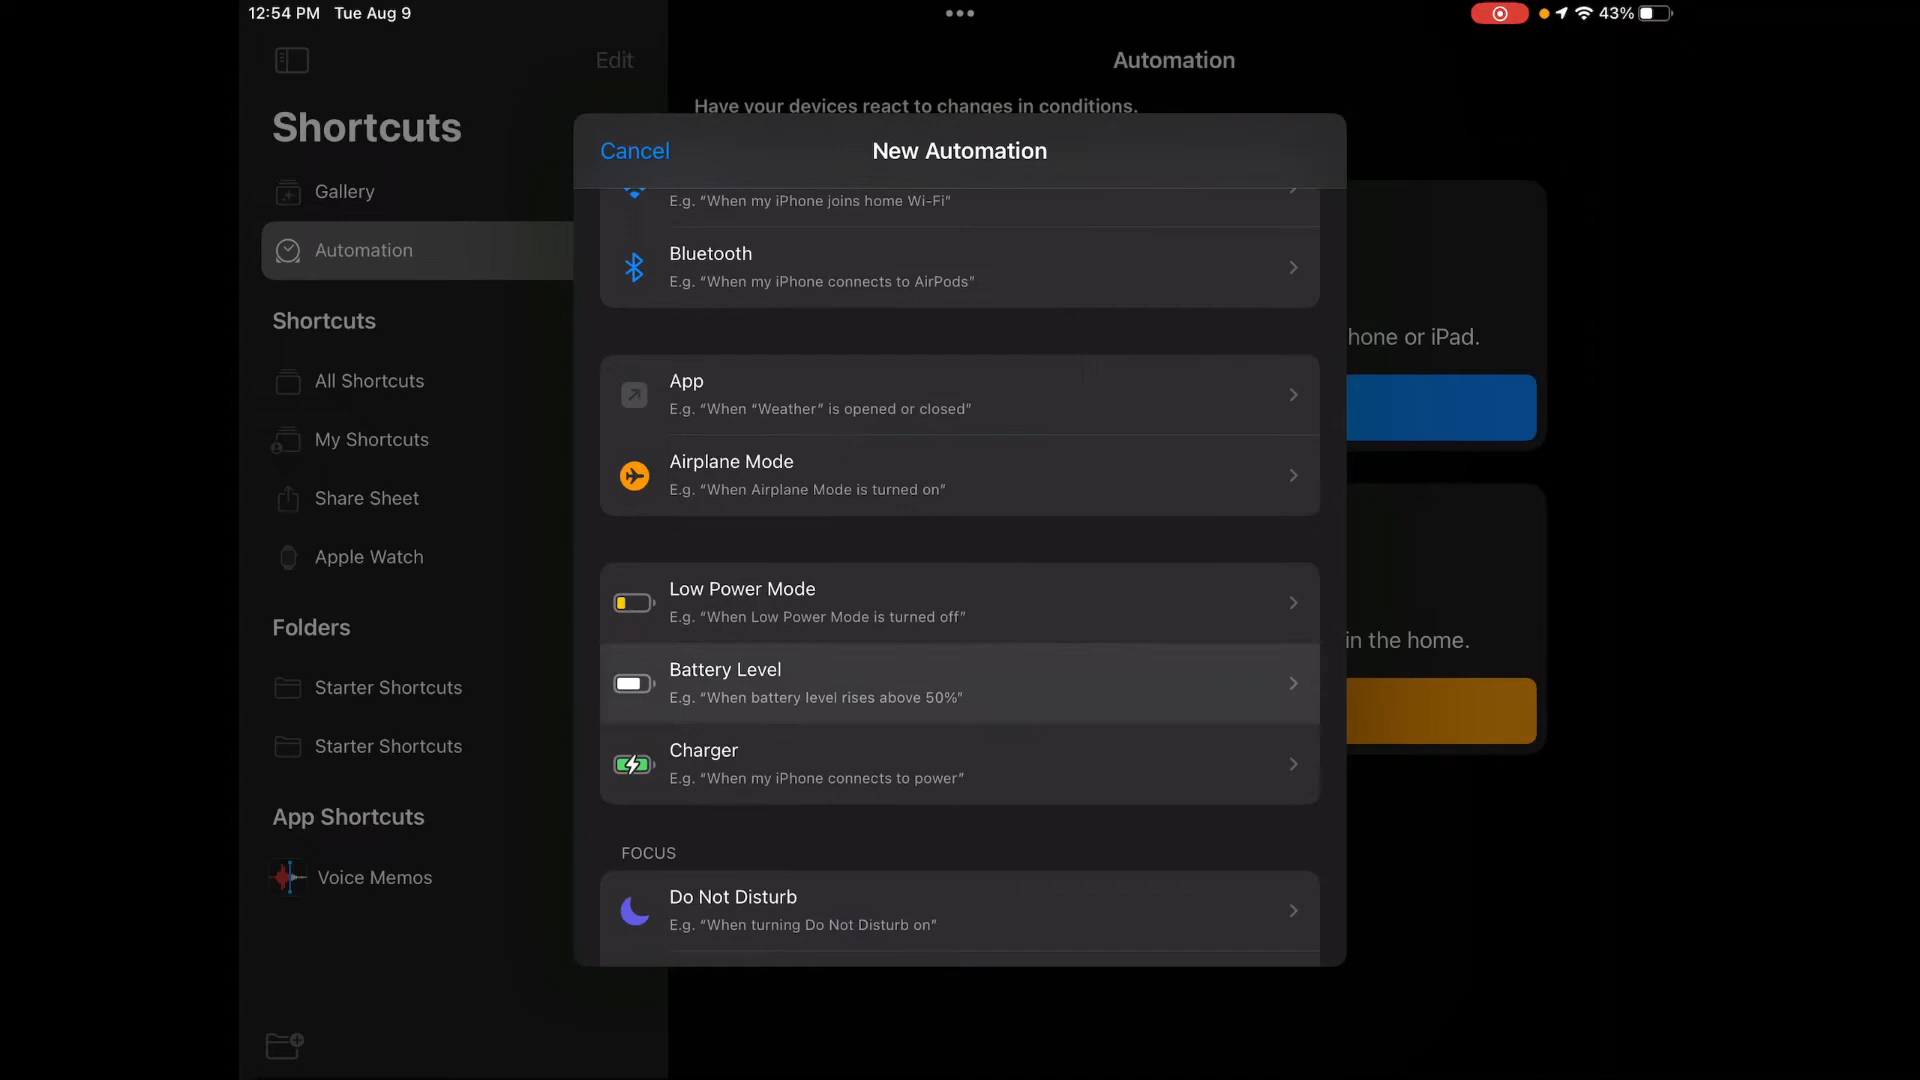 12:54 PM Tue Aug 9
43%
Edit
Shortcuts
Gallery
Automation
Shortcuts
All Shortcuts
My Shortcuts
Share Sheet
Apple Watch
Folders
Starter Shortcuts
Starter Shortcuts
App Shortcuts
Voice Memos
Automation
Have your devices react to changes in conditions.
hone or iPad.
in the home.
Cancel
New Automation
E.g. “When my iPhone joins home Wi-Fi”
Bluetooth
E.g. “When my iPhone connects to AirPods”
App
E.g. “When “Weather” is opened or closed”
Airplane Mode
E.g. “When Airplane Mode is turned on”
Low Power Mode
E.g. “When Low Power Mode is turned off”
Battery Level
E.g. “When battery level rises above 50%”
Charger
E.g. “When my iPhone connects to power”
FOCUS
Do Not Disturb
E.g. “When turning Do Not Disturb on”